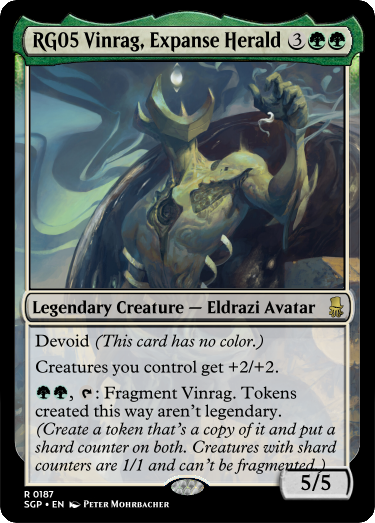 RG05 Vinrag, Expanse Herald 3
Legendary Creature — Eldrazi Avatar
Devoid (This card has no color.)
Creatures you control get +2/+2.
, : Fragment Vinrag. Tokens
created this way aren't legendary.
(Create a token that's a copy of it and put a
shard counter on both. Creatures with shard
counters are 1/1 and can't be fragmented.)
5/5
R 0187
SGP • EN Peter Mohrbacher